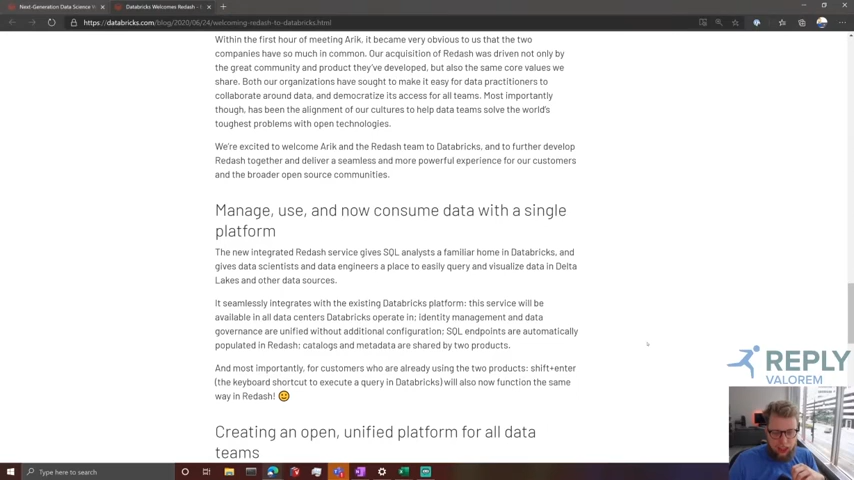 Next-Generation Data Science
Databricks Welcomes Redash -
https://databricks.com/blog/2020/06/24/welcoming-redash-to-databricks.html
Within the first hour of meeting Arik, it became very obvious to us that the two
companies have so much in common. Our acquisition of Redash was driven not only by
the great community and product they've developed, but also the same core values we
share. Both our organizations have sought to make it easy for data practitioners to
collaborate around data, and democratize its access for all teams. Most importantly
though, has been the alignment of our cultures to help data teams solve the world's
toughest problems with open technologies.
We're excited to welcome Arik and the Redash team to Databricks, and to further develop
Redash together and deliver a seamless and more powerful experience for our customers
and the broader open source communities.
Manage, use, and now consume data with a single
platform
The new integrated Redash service gives SQL analysts a familiar home in Databricks, and
gives data scientists and data engineers a place to easily query and visualize data in Delta
Lakes and other data sources.
It seamlessly integrates with the existing Databricks platform: this service will be
available in all data centers Databricks operate in; identity management and data
governance are unified without additional configuration; SQL endpoints are automatically
populated in Redash; catalogs and metadata are shared by two products.
And most importantly, for customers who are already using the two products: shift+enter
(the keyboard shortcut to execute a query in Databricks) will also now function the same
way in Redash!
REPLY
VALOREM
Creating an open, unified platform for all data
teams
Type here to search